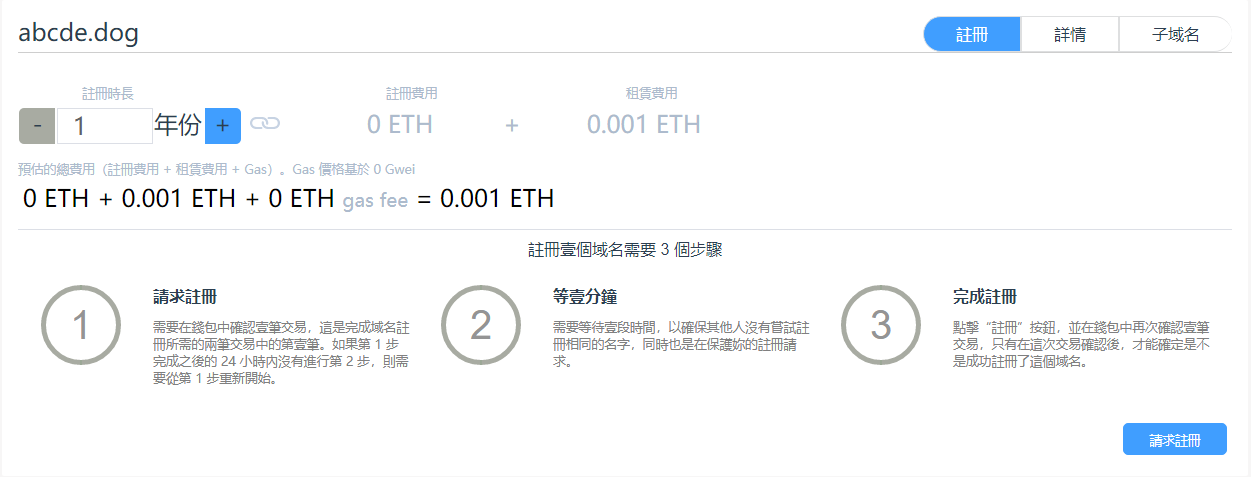 abcde.dog
註冊 詳情 子域名
註冊時長 註冊費用 租賃費用
- 1 年份 + 0 ETH + 0.001 ETH
預估的總費用（註冊費用 + 租賃費用 + Gas）。Gas 價格基於 0 Gwei
0 ETH + 0.001 ETH + 0 ETH gas fee = 0.001 ETH
註冊壹個域名需要 3 個步驟
1
請求註冊
需要在錢包中確認壹筆交易，這是完成域名註
冊所需的兩筆交易中的第壹筆。如果第 1 步
完成之後的 24 小時內沒有進行第 2 步，則需
要從第 1 步重新開始。
2
等壹分鐘
需要等待壹段時間，以確保其他人沒有嘗試註
冊相同的名字，同時也是在保護妳的註冊請
求。
3
完成註冊
點擊“註冊”按鈕，並在錢包中再次確認壹筆
交易，只有在這次交易確認後，才能確定是不
是成功註冊了這個域名。
請求註冊